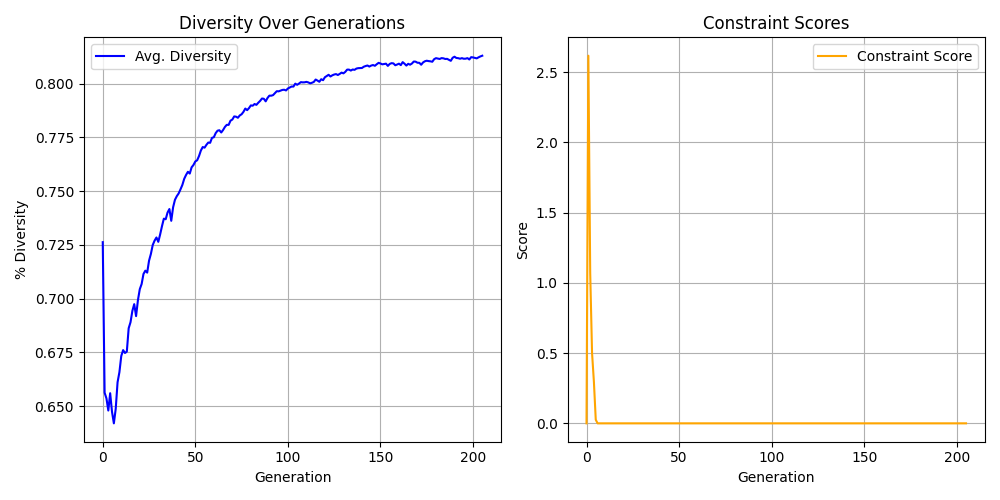 Diversity Over Generations
Avg. Diversity
0.800
0.775
0.750
0.725
0.700
0.675
0.650
% Diversity
0 50 100 150 200
Generation
Constraint Scores
Constraint Score
2.5
2.0
1.5
1.0
0.5
0.0
Score
0 50 100 150 200
Generation